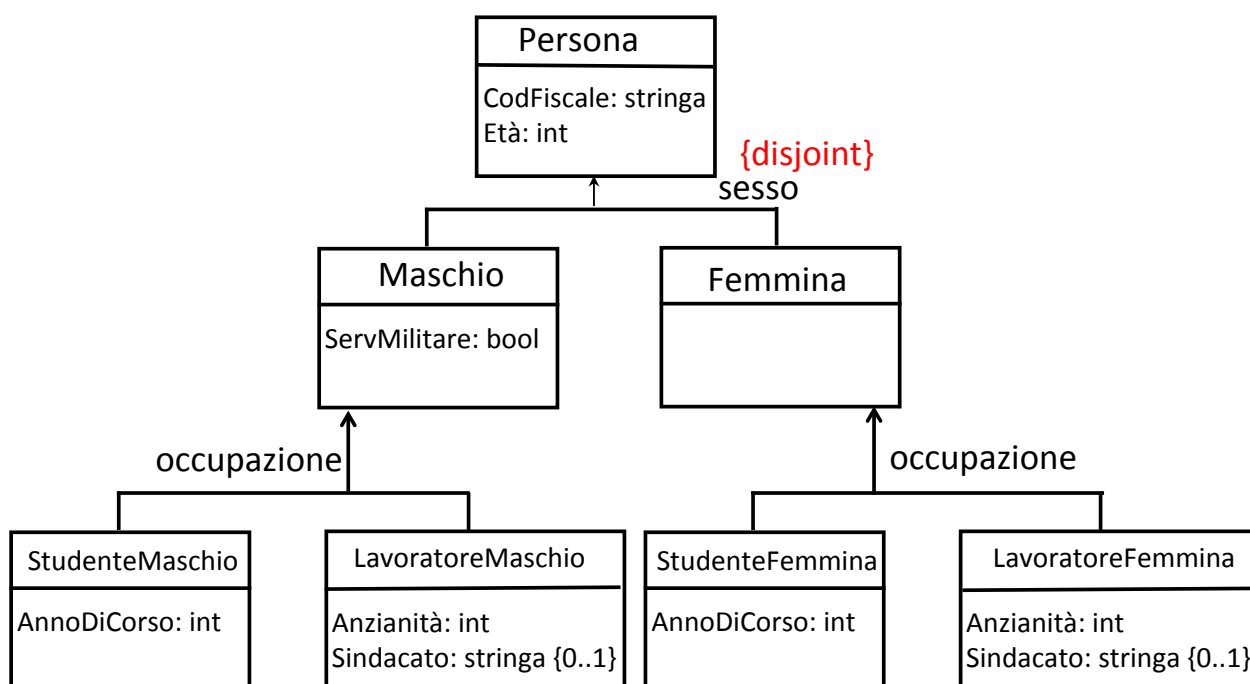 Persona
CodFiscale: stringa
Età: int
{disjoint}
sesso
Maschio
ServMilitare: bool
Femmina
occupazione
occupazione
StudenteMaschio
AnnoDiCorso: int
LavoratoreMaschio
Anzianità: int
Sindacato: stringa {0..1}
StudenteFemmina
AnnoDiCorso: int
LavoratoreFemmina
Anzianità: int
Sindacato: stringa {0..1}